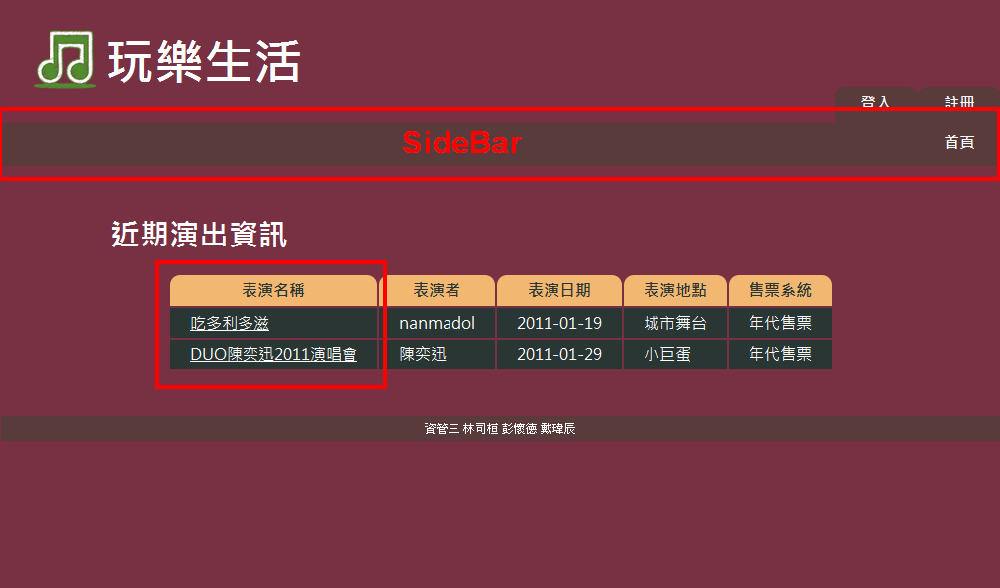 玩樂生活
登入 註冊
SideBar
首頁
近期演出資訊
表演名稱 表演者 表演日期 表演地點 售票系統
吃多利多滋 nanmadol 2011-01-19 城市舞台 年代售票
DUO陳奕迅2011演唱會 陳奕迅 2011-01-29 小巨蛋 年代售票
資管三 林司桓 彭懷德 戴瑋辰